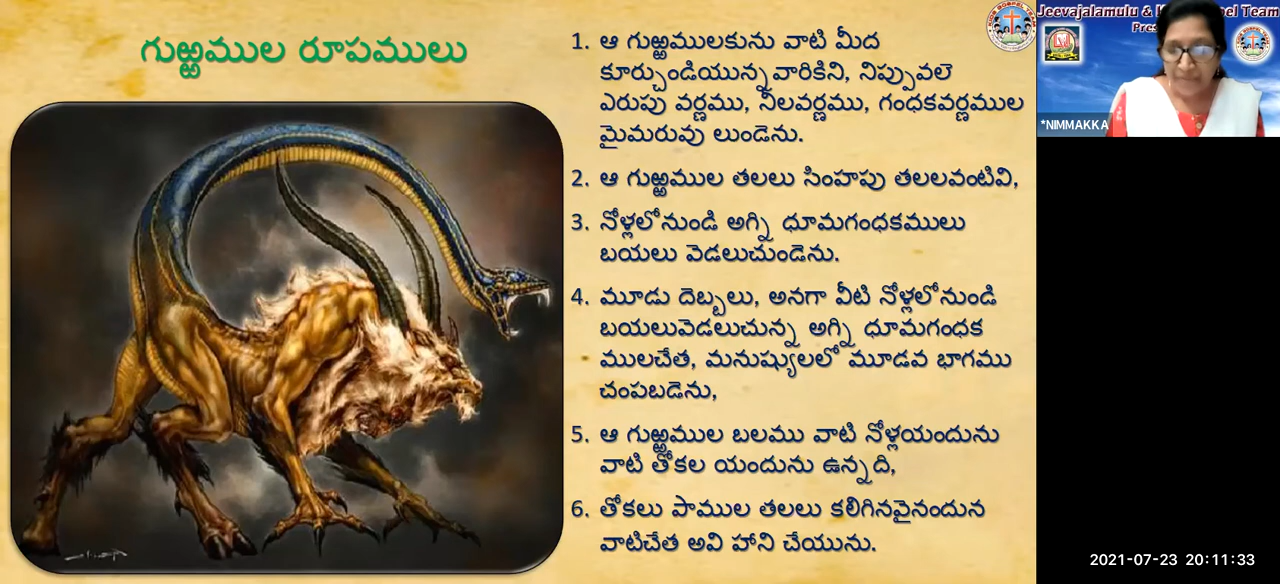 గుఱ్ఱముల రూపములు
1. ఆ గుఱ్ఱములకును వాటి మీద
కూర్చుండియున్నవారికిని, నిప్పువలె
ఎరుపు వర్ణము, నీలవర్ణము, గంధకవర్ణముల
మైమరువు లుండెను.
2. ఆ గుఱ్ఱముల తలలు సింహపు తలలవంటివి,
3. నోళ్లలోనుండి అగ్ని ధూమగంధకములు
బయలు వెడలుచుండెను.
4. మూడు దెబ్బలు, అనగా వీటి నోళ్లలోనుండి
బయలువెడలుచున్న అగ్ని ధూమగంధక
ములచేత, మనుష్యులలో మూడవ భాగము
చంపబడెను,
5. ఆ గుఱ్ఱముల బలము వాటి నోళ్లయందును
వాటి తోకల యందును ఉన్నది,
6. తోకలు పాముల తలలు కలిగినవైనందున
వాటిచేత అవి హాని చేయును.
Jeevajalamulu & Team
*NIMMAKKA
2021-07-23 20:11:33